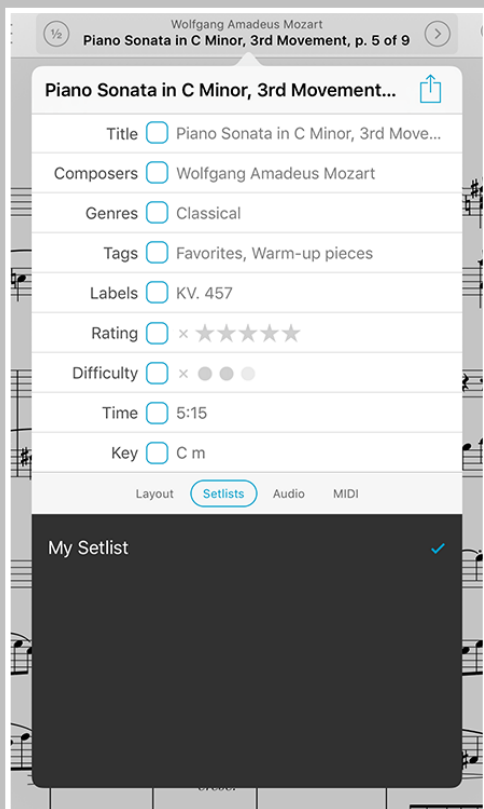 ½
Wolfgang Amadeus Mozart
Piano Sonata in C Minor, 3rd Movement, p. 5 of 9
Piano Sonata in C Minor, 3rd Movement...
Title Piano Sonata in C Minor, 3rd Move...
Composers Wolfgang Amadeus Mozart
Genres Classical
Tags Favorites, Warm-up pieces
Labels KV. 457
Rating ×
Difficulty ×
Time 5:15
Key C m
Layout Setlists Audio MIDI
My Setlist